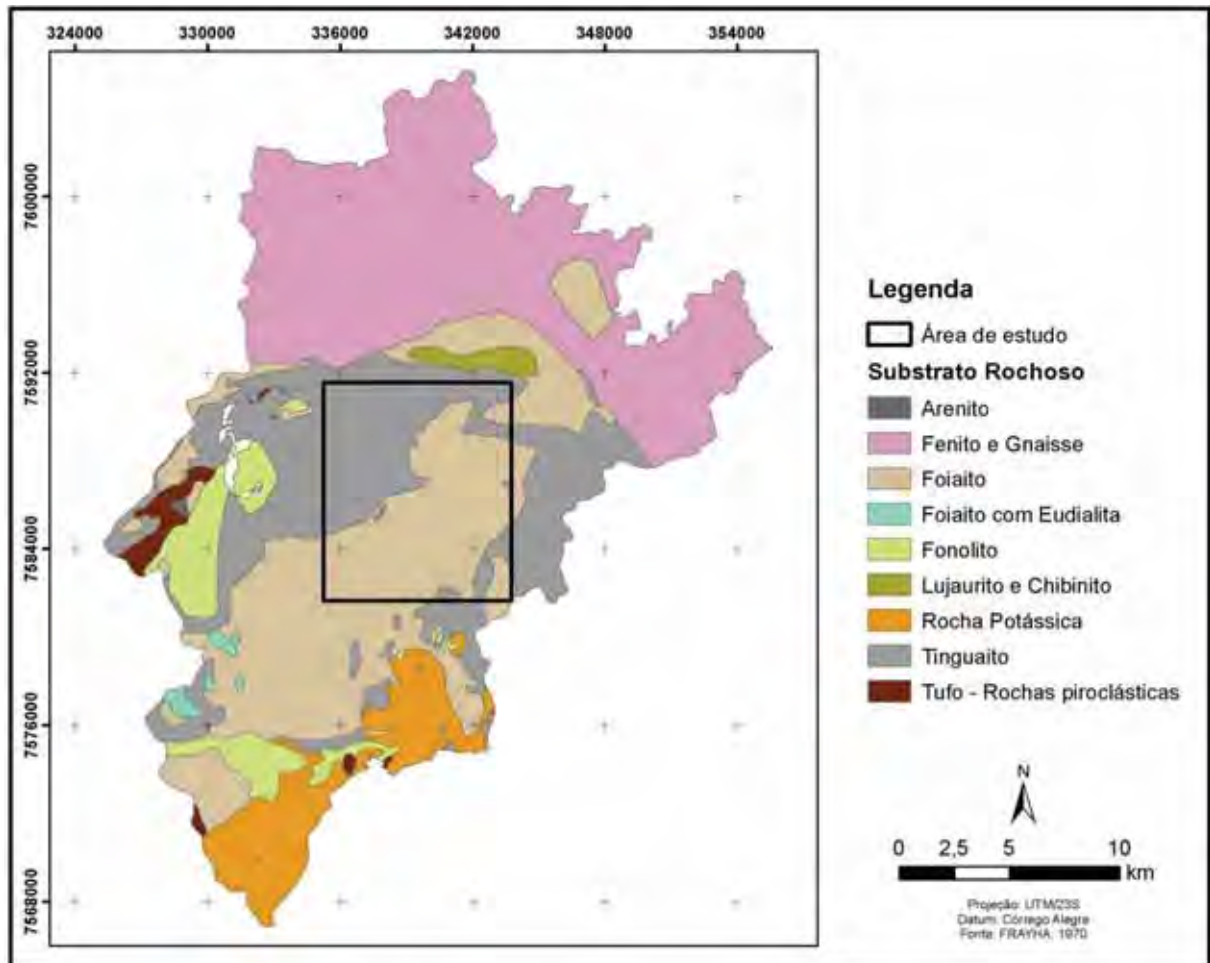 324000 330000 336000 342000 348000 354000
7600000
7592000
7584000
7576000
7568000
Legenda
Área de estudo
Substrato Rochoso
Arenito
Fenito e Gnaisse
Foiaito
Foiaito com Eudialita
Fonolito
Lujaurito e Chibinito
Rocha Potássica
Tinguaito
Tufo - Rochas piroclásticas
N
0 2,5 5 10
km
Projeção: UTM/23S
Datum: Córrego Alegre
Fonte: FRAYHA, 1970